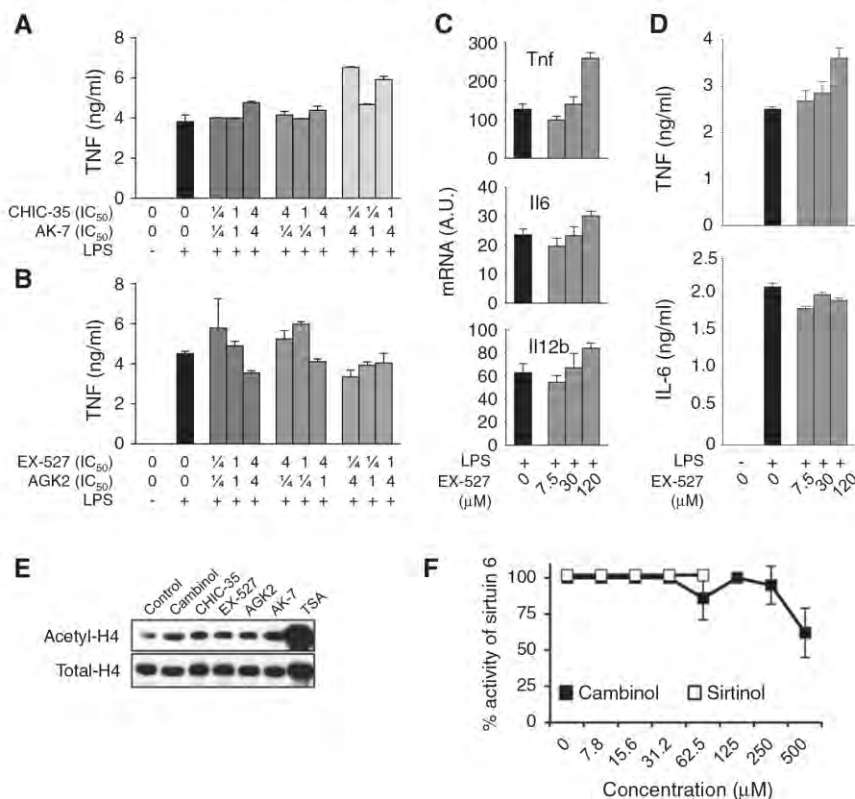 A
TNF (ng/ml)
8
6
4
2
0
CHIC-35 (IC50) 0 0 ¼ 1 4 4 1 4 ¼ ¼ 1
AK-7 (IC50) 0 0 ¼ 1 4 ¼ ¼ 1 4 1 4
LPS - + + + + + + + + + +
B
TNF (ng/ml)
8
6
4
2
0
EX-527 (IC50) 0 0 ¼ 1 4 4 1 4 ¼ ¼ 1
AGK2 (IC50) 0 0 ¼ 1 4 ¼ ¼ 1 4 1 4
LPS - + + + + + + + + + +
C
mRNA (A.U.)
Tnf
300
200
150
100
50
0
Il6
40
30
20
10
0
Il12b
100
80
60
40
20
0
LPS + + + +
EX-527 (µM) 0 7.5 30 120
D
TNF (ng/ml)
4
3
2
1
0
IL-6 (ng/ml)
2.5
2.0
1.5
1.0
0.5
0
LPS - + + + +
EX-527 (µM) 0 0 7.5 30 120
E
Control Cambinol CHIC-35 EX-527 AGK2 AK-7 TSA
Acetyl-H4
Total-H4
F
% activity of sirtuin 6
100
75
50
25
0
Cambinol Sirtinol
0 7.8 15.6 31.2 62.5 125 250 500
Concentration (µM)